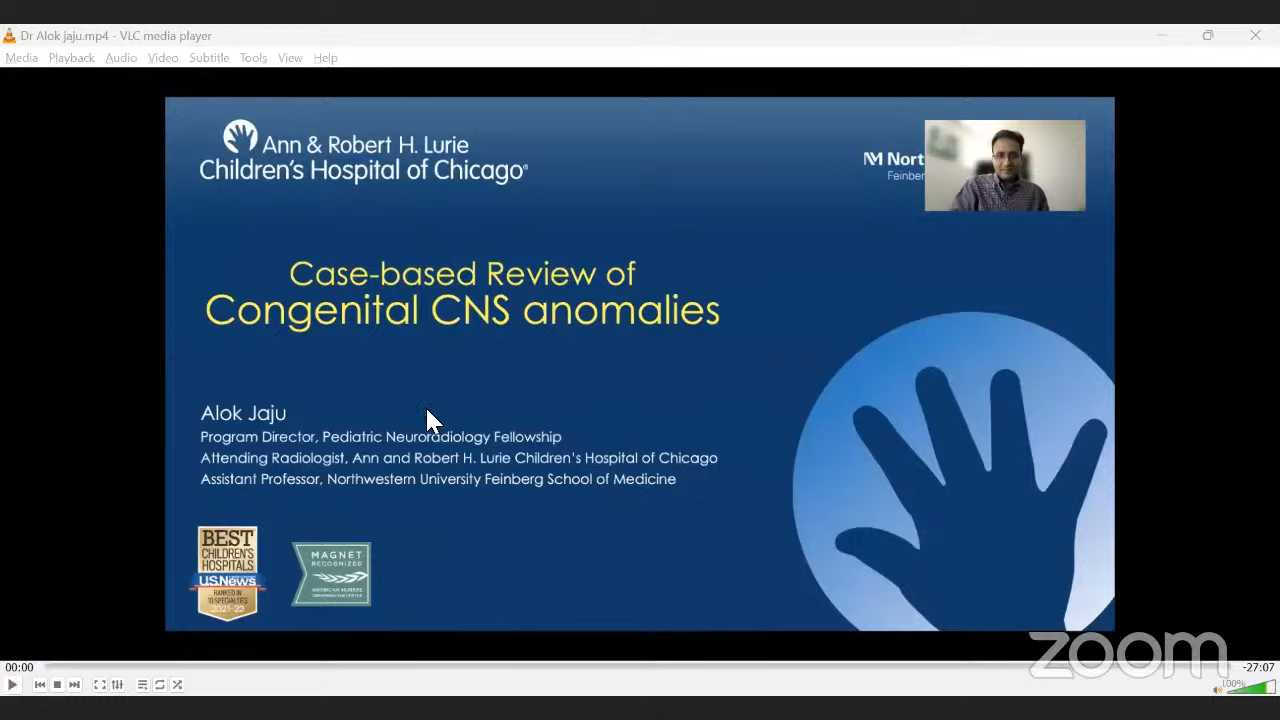 Dr Alok jaju.mp4 - VLC media player
Media Playback Audio Video Subtitle Tools View Help
Ann & Robert H. Lurie
Children's Hospital of Chicago®
Nort
Feinber
Case-based Review of
Congenital CNS anomalies
Alok Jaju
Program Director, Pediatric Neuroradiology Fellowship
Attending Radiologist, Ann and Robert H. Lurie Children's Hospital of Chicago
Assistant Professor, Northwestern University Feinberg School of Medicine
BEST
CHILDREN'S
HOSPITALS
U.S.News
RANKED IN
10 SPECIALTIES
2021-22
MAGNET
RECOGNIZED
AMERICAN NURSES
zoom
00:00
-27:07
100%